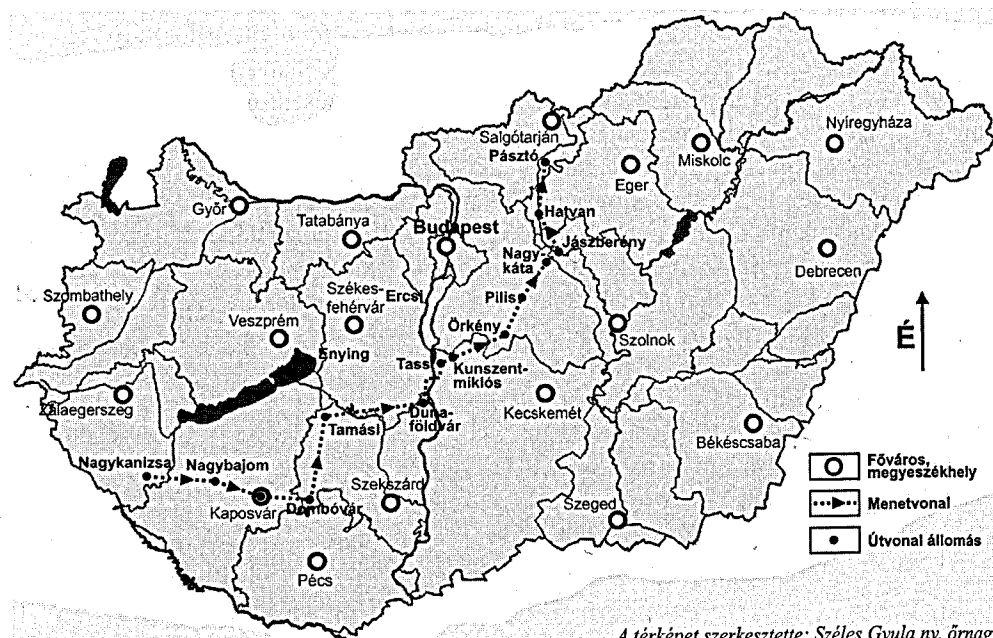 Salgótarján
Pásztó
Nyíregyháza
Miskolc
Eger
Győr
Hatvan
Tatabánya
Budapest
Jászberény
Nagy-
káta
Debrecen
Székes-
fehérvár
Ercsi
Szombathely
Pilis
Veszprém
Örkény
É
Szolnok
Enying
Tass
Kunszent-
miklós
Zalaegerszeg
Kecskemét
Duna-
földvár
Tamási
Békéscsaba
Nagykanizsa
Nagybajom
Szekszárd
Kaposvár
Dombóvár
Szeged
Pécs
Főváros,
megyeszékhely
Menetvonal
Útvonal állomás
A térképet szerkesztette: Széles Gyula ny. őrnagy